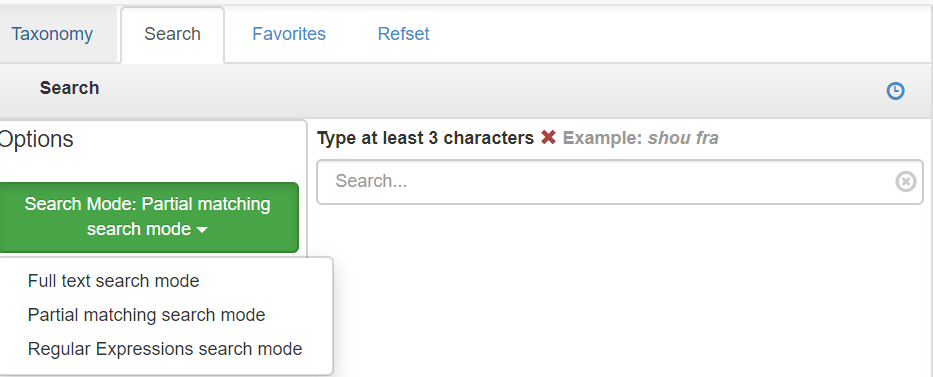 Taxonomy Search Favorites Refset
Search
Options
Type at least 3 characters ✖ Example: shou fra
Search...
Search Mode: Partial matching
search mode
Full text search mode
Partial matching search mode
Regular Expressions search mode